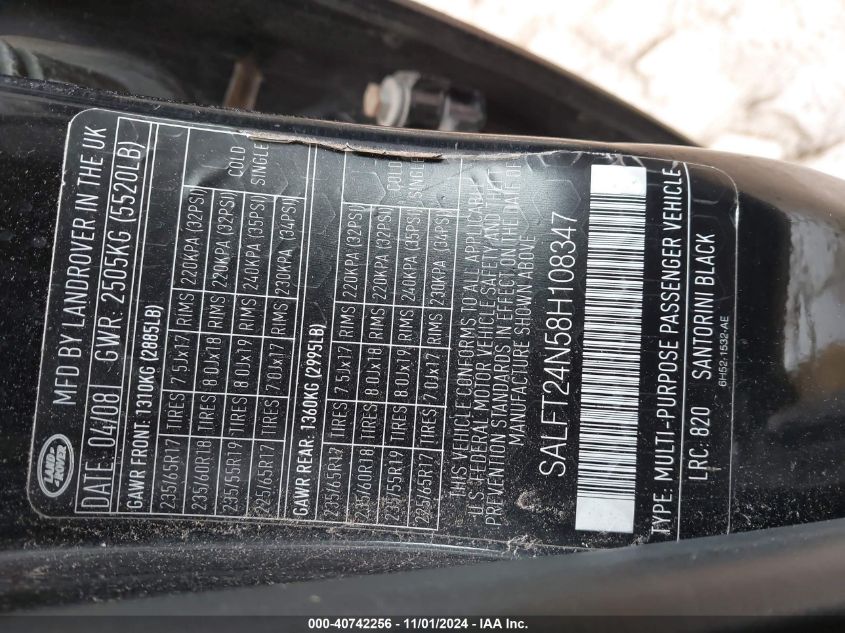 LAND ROVER
MFD BY LANDROVER IN THE UK
DATE: 04/08 GWR: 2505KG (5520LB)
GAWR FRONT: 1310KG (2885LB)
235/65R17 TIRES 7.5Jx17 RIMS 220KPA (32PSI)
235/60R18 TIRES 8.0Jx18 RIMS (32PSI) COLD
235/55R19 TIRES 8.0Jx19 RIMS 240KPA (35PSI) SINGLE
225/65R17 TIRES 7.0Jx17 RIMS 230KPA (34PSI)
GAWR REAR: 1360KG (2995LB)
235/65R17 TIRES 7.5Jx17 RIMS 220KPA (32PSI)
235/60R18 TIRES 8.0Jx18 RIMS 220KPA (32PSI) COLD
235/55R19 TIRES 8.0Jx19 RIMS 240KPA (35PSI) SINGLE
225/65R17 TIRES 7.0Jx17 RIMS 230KPA (34PSI)
THIS VEHICLE CONFORMS TO ALL APPLICABLE
U.S. FEDERAL MOTOR VEHICLE SAFETY AND THEFT
PREVENTION STANDARDS IN EFFECT ON THE DATE OF
MANUFACTURE SHOWN ABOVE.
SALFT24N58H108347
TYPE: MULTI-PURPOSE PASSENGER VEHICLE
LRC: 820 SANTORINI BLACK
6H52-1532-AE
000-40742256 - 11/01/2024 - IAA Inc.